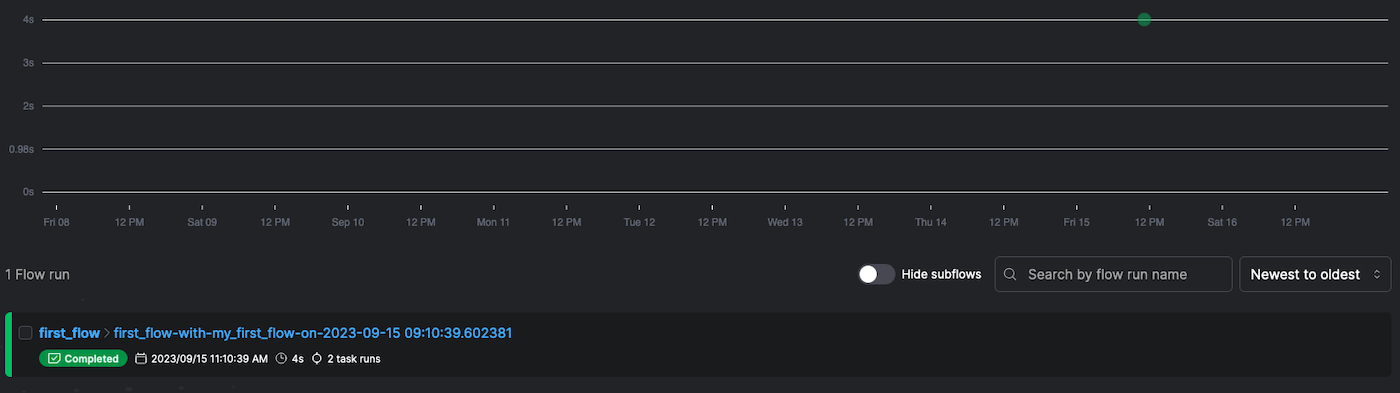 4s
3s
2s
0.98s
0s
Fri 08 12 PM Sat 09 12 PM Sep 10 12 PM Mon 11 12 PM Tue 12 12 PM Wed 13 12 PM Thu 14 12 PM Fri 15 12 PM Sat 16 12 PM
1 Flow run Hide subflows Search by flow run name Newest to oldest
first_flow > first_flow-with-my_first_flow-on-2023-09-15 09:10:39.602381
Completed 2023/09/15 11:10:39 AM 4s 2 task runs